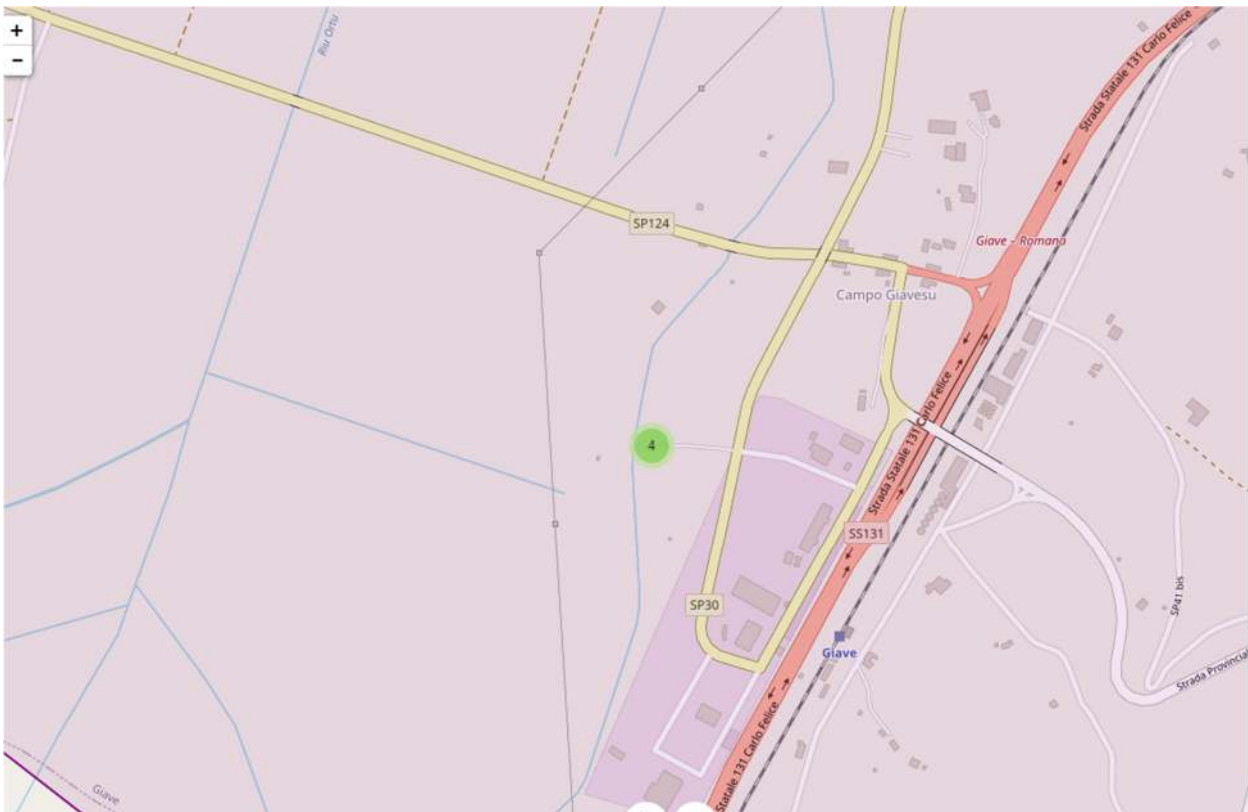 +
−
Riu Ortu
Strada Statale 131 Carlo Felice
SP124
Giave - Romana
Campo Giavesu
Strada Statale 131 Carlo Felice
4
SS131
SP30
SP41 bis
Giave
Strada Provincial
Statale 131 Carlo Felice
Giave